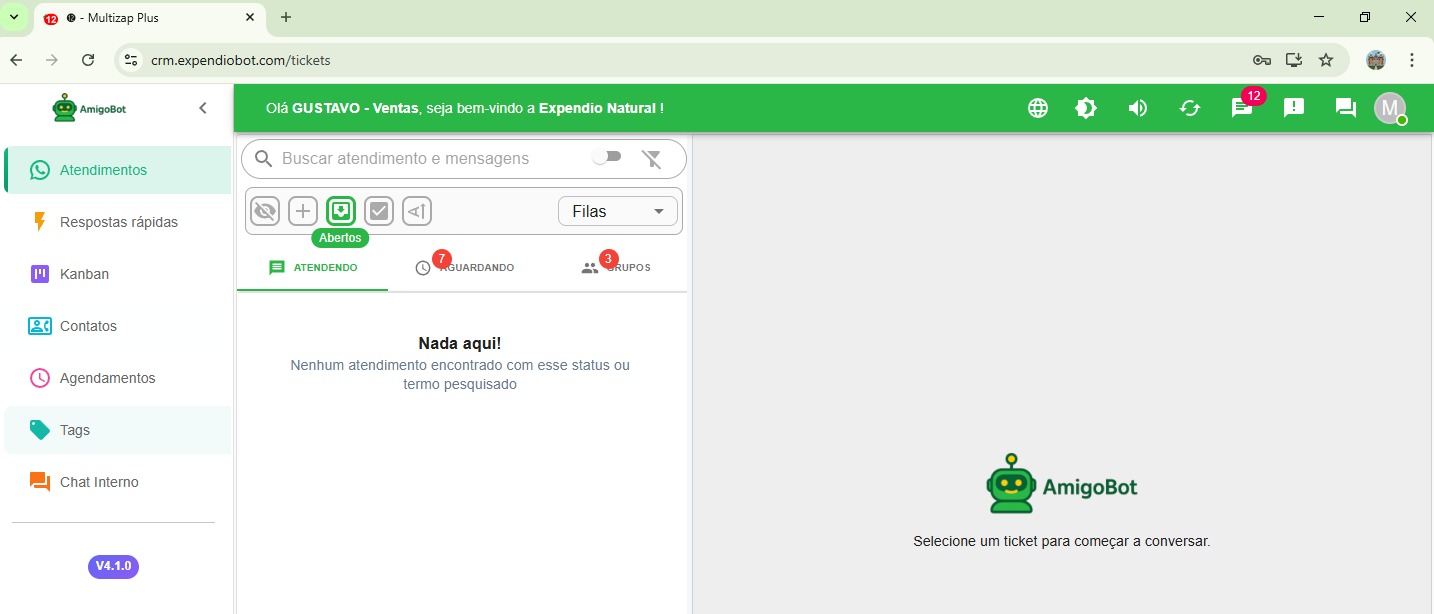 12 - Multizap Plus
crm.expendiobot.com/tickets
AmigoBot
Olá GUSTAVO - Ventas, seja bem-vindo a Expendio Natural !
12
M
Atendimentos
Respostas rápidas
Kanban
Contatos
Agendamentos
Tags
Chat Interno
V4.1.0
Buscar atendimento e mensagens
Filas
Abertos
ATENDENDO
7
AGUARDANDO
3
GRUPOS
Nada aqui!
Nenhum atendimento encontrado com esse status ou
termo pesquisado
AmigoBot
Selecione um ticket para começar a conversar.